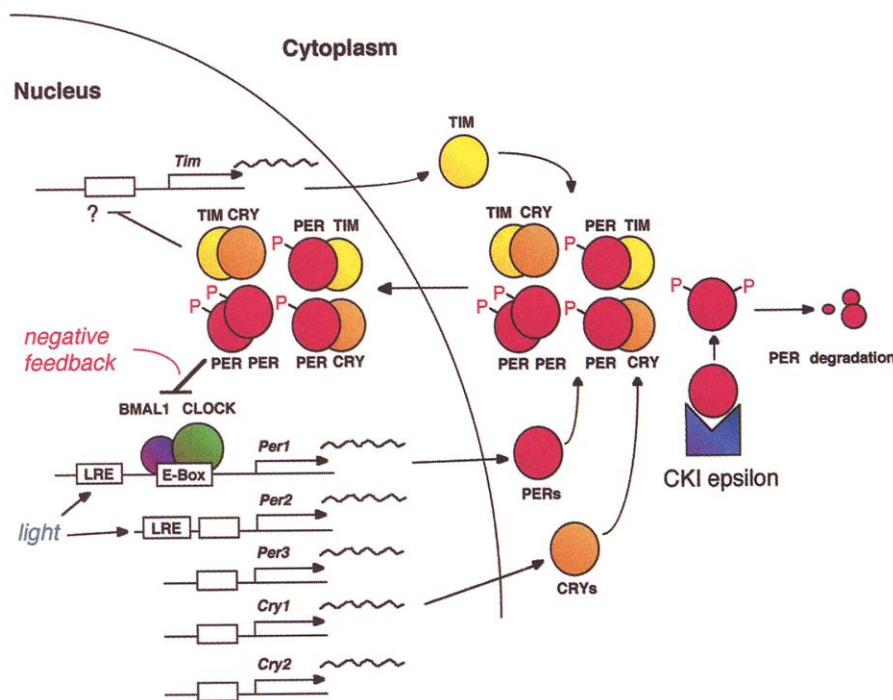 Cytoplasm
Nucleus
TIM
Tim
?
TIM CRY
PER TIM
P
P
P
P
PER PER
PER CRY
TIM CRY
PER TIM
P
P
P
P
PER PER
PER CRY
P
P
PER degradation
negative
feedback
BMAL1 CLOCK
Per1
LRE
E-Box
PERs
CKI epsilon
light
Per2
LRE
Per3
CRYs
Cry1
Cry2